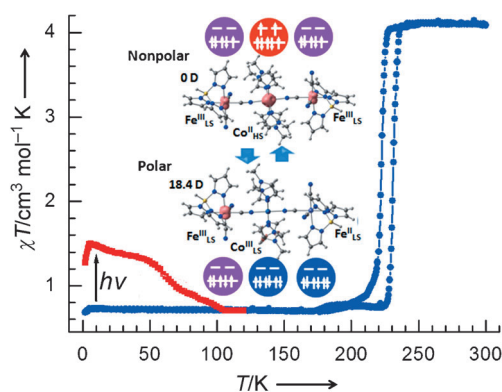 Nonpolar
0 D
Fe^III_LS
Co^II_HS
Fe^III_LS
Polar
18.4 D
Fe^III_LS
Co^III_LS
Fe^II_LS
hν
4
3
2
1
χT/cm³ mol⁻¹ K →
0 50 100 150 200 250 300
T/K →